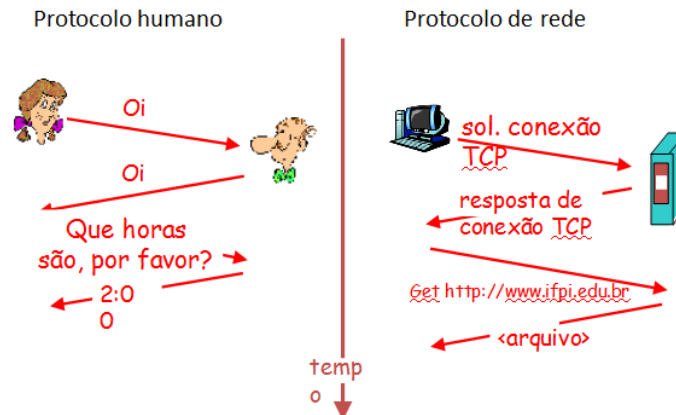 Protocolo humano
Oi
Oi
Que horas
são, por favor?
2:0
0
temp
o
Protocolo de rede
sol. conexão
TCP
resposta de
conexão TCP
Get http://www.ifpi.edu.br
<arquivo>